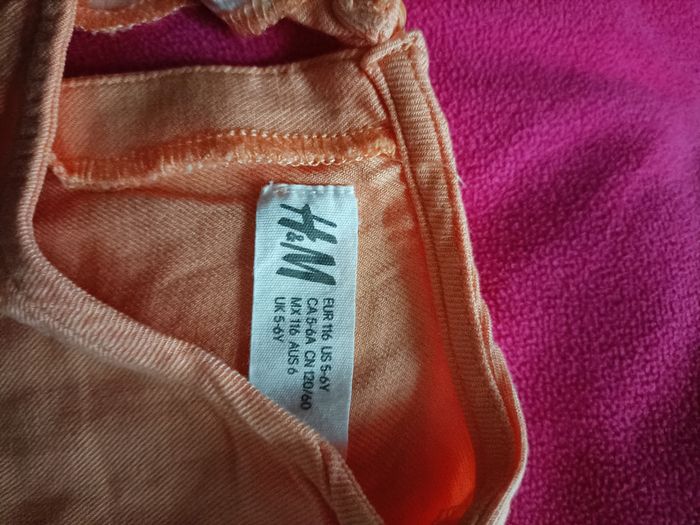 H&M
EUR 116 US 5-6Y
CA 5-6A CN 120/60
MX 116 AUS 6
UK 5-6Y